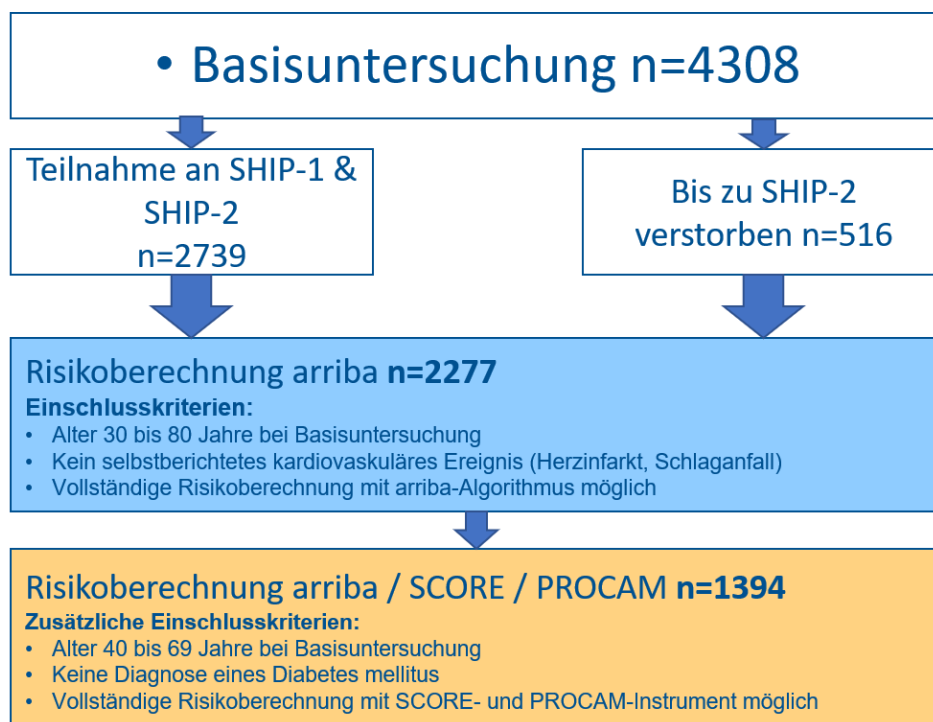 • Basisuntersuchung n=4308
Teilnahme an SHIP-1 &
SHIP-2
n=2739
Bis zu SHIP-2
verstorben n=516
Risikoberechnung arriba n=2277
Einschlusskriterien:
• Alter 30 bis 80 Jahre bei Basisuntersuchung
• Kein selbstberichtetes kardiovaskuläres Ereignis (Herzinfarkt, Schlaganfall)
• Vollständige Risikoberechnung mit arriba-Algorithmus möglich
Risikoberechnung arriba / SCORE / PROCAM n=1394
Zusätzliche Einschlusskriterien:
• Alter 40 bis 69 Jahre bei Basisuntersuchung
• Keine Diagnose eines Diabetes mellitus
• Vollständige Risikoberechnung mit SCORE- und PROCAM-Instrument möglich